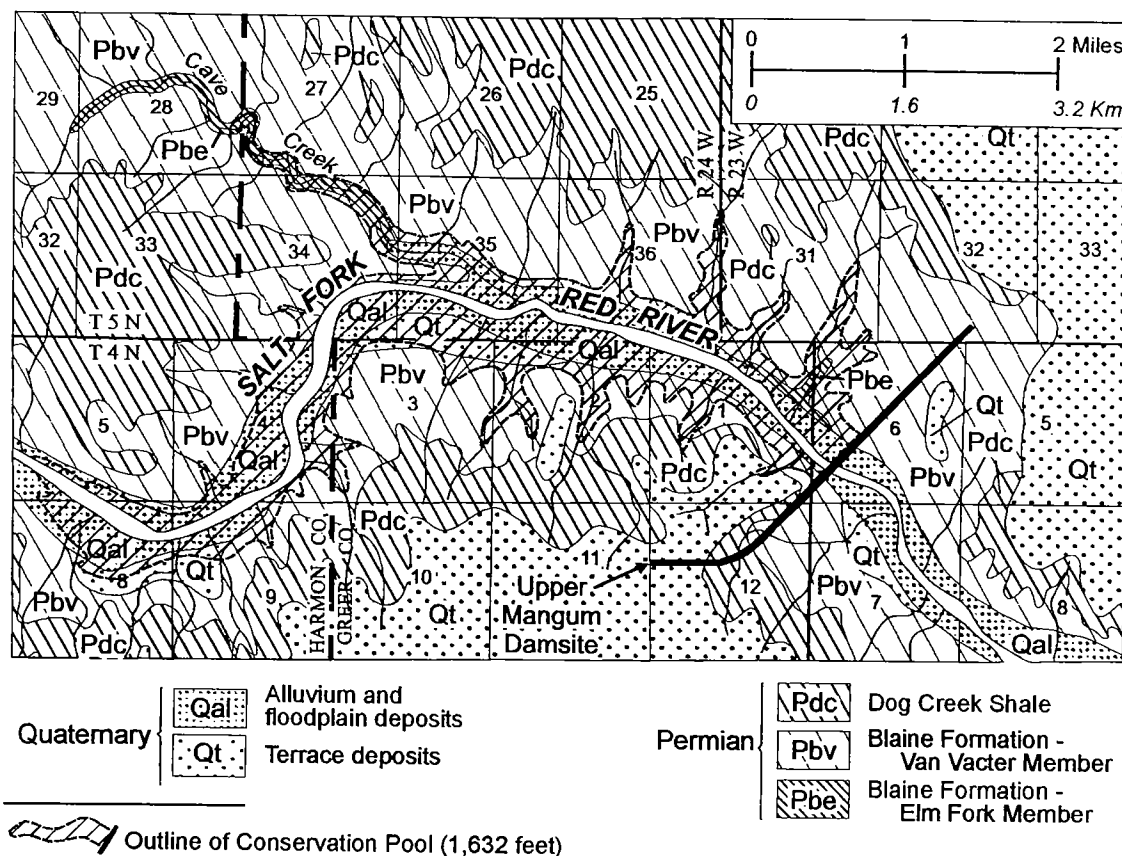 0 1 2 Miles
0 1.6 3.2 Km
Pbv
Cave
Creek
29
28
27
Pdc
26
Pdc
25
R 24 W
R 23 W
Pdc
Qt
Pbe
Pbv
35
36
Pbv
Pdc
31
32
33
32
33
34
Pdc
T 5 N
T 4 N
SALT FORK
RED RIVER
Qal
Qt
Qal
Pbv
3
2
1
Pbe
6
Qt
5
Pdc
Qt
5
Pbv
4
Qal
Pdc
Pbv
Qal
8
Qt
Pbv
Pdc
9
HARMON CO.
GREER CO.
Pdc
10
Qt
11
Upper
Mangum
Damsite
12
Qt
Pbv
7
8
Qal
Quaternary
Qal Alluvium and
floodplain deposits
Qt Terrace deposits
Permian
Pdc Dog Creek Shale
Pbv Blaine Formation -
Van Vacter Member
Pbe Blaine Formation -
Elm Fork Member
Outline of Conservation Pool (1,632 feet)